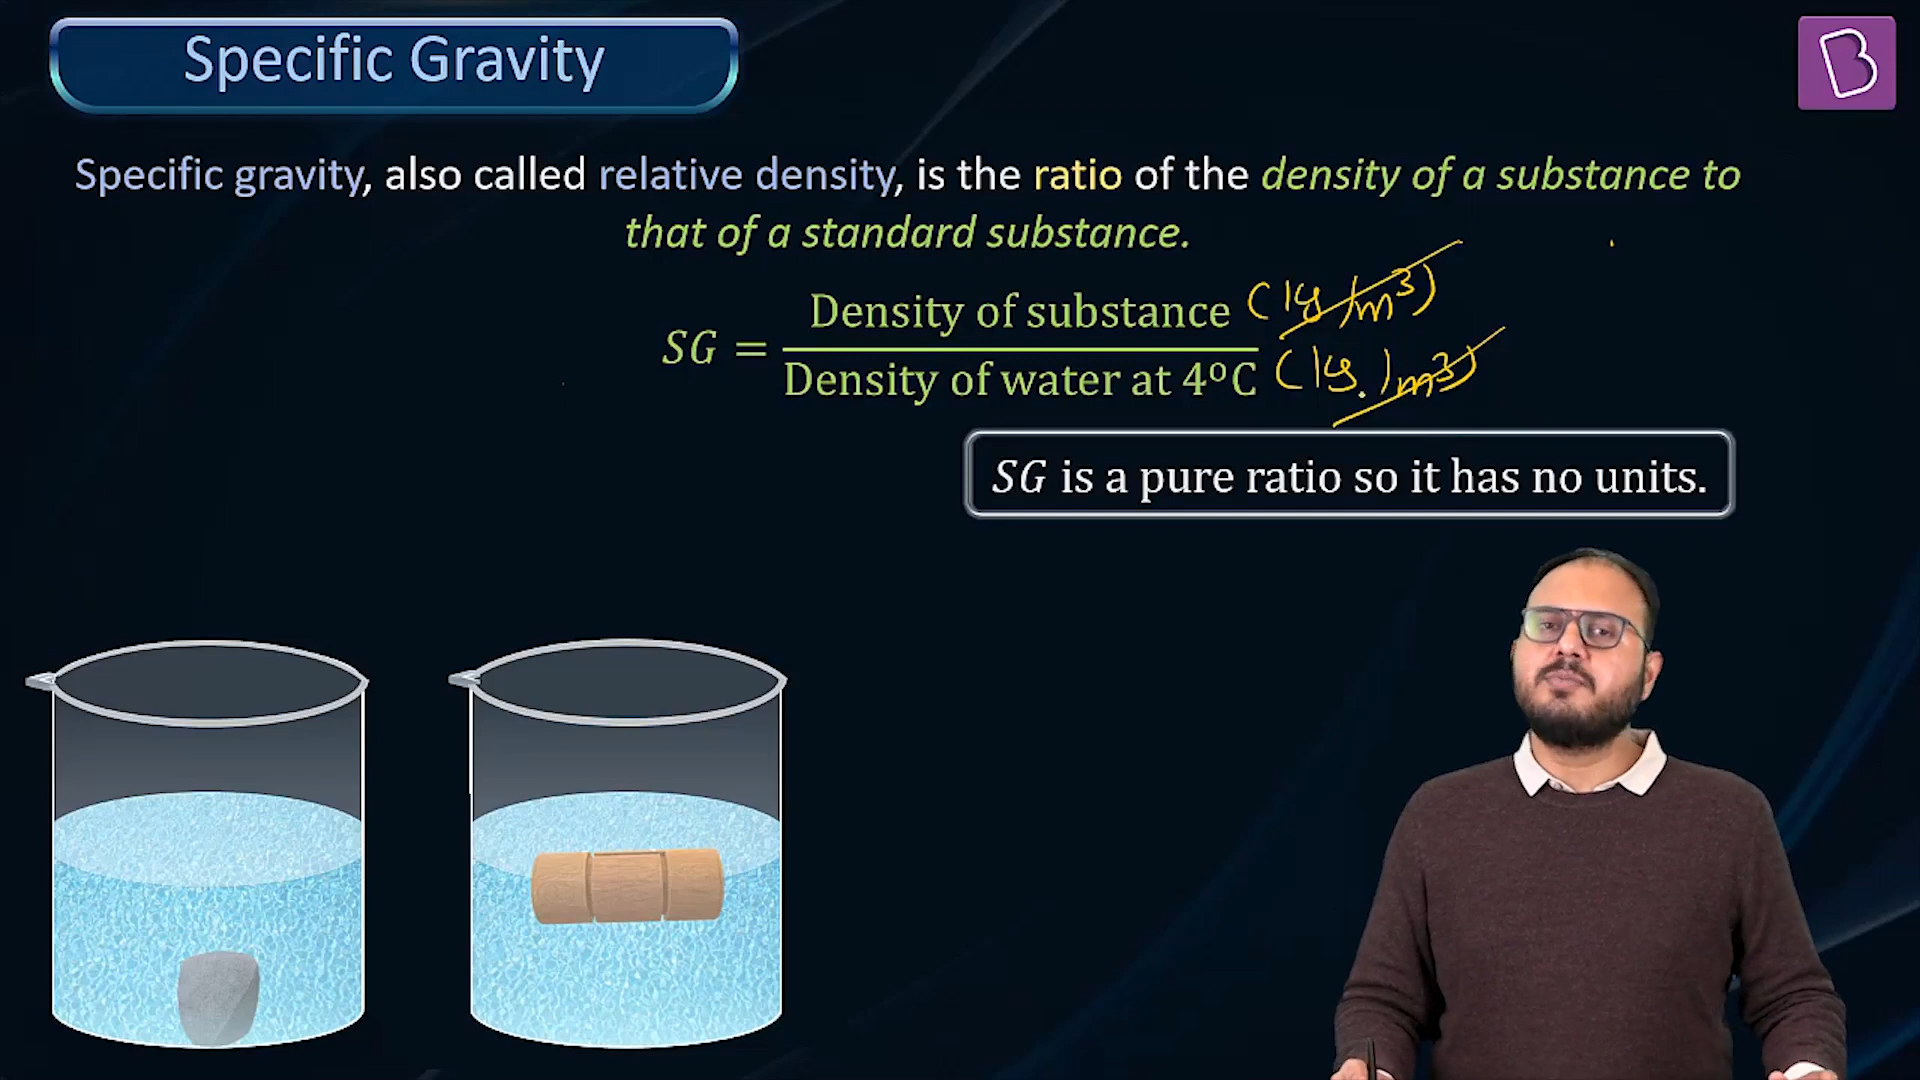 Specific Gravity
B
Specific gravity, also called relative density, is the ratio of the density of a substance to
that of a standard substance.
SG = Density of substance (kg/m³)
Density of water at 4⁰C (kg/m³)
SG is a pure ratio so it has no units.